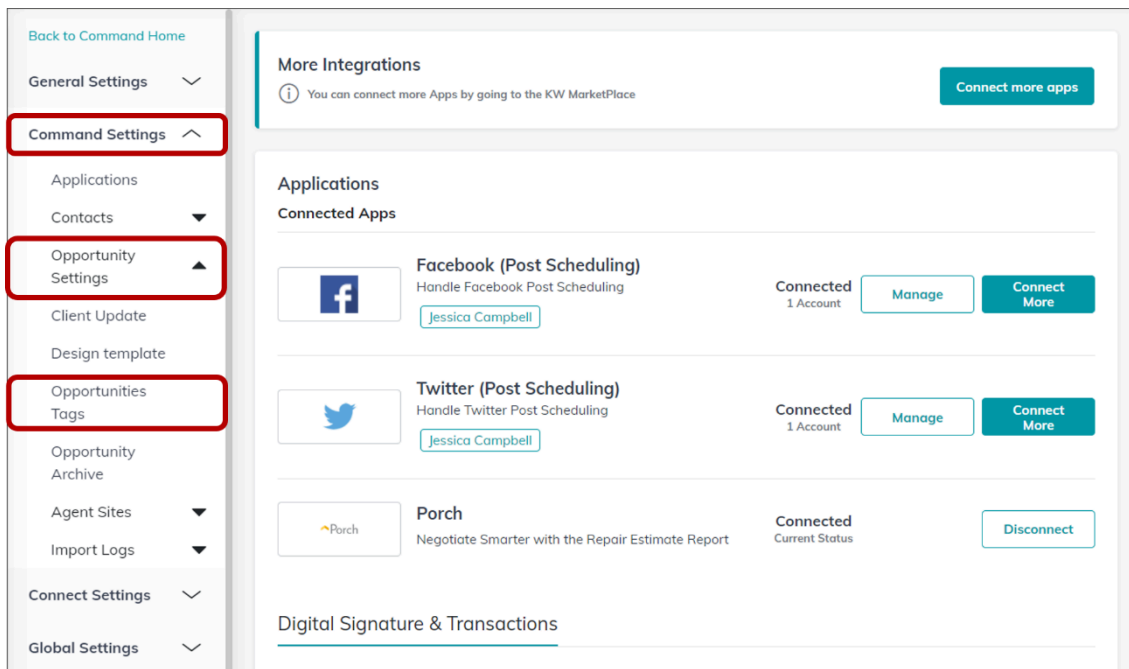 Back to Command Home
General Settings
Command Settings
Applications
Contacts
Opportunity
Settings
Client Update
Design template
Opportunities
Tags
Opportunity
Archive
Agent Sites
Import Logs
Connect Settings
Global Settings
More Integrations
You can connect more Apps by going to the KW MarketPlace
Connect more apps
Applications
Connected Apps
Facebook (Post Scheduling)
Handle Facebook Post Scheduling
Jessica Campbell
Connected
1 Account
Manage
Connect
More
Twitter (Post Scheduling)
Handle Twitter Post Scheduling
Jessica Campbell
Connected
1 Account
Manage
Connect
More
Porch
Porch
Negotiate Smarter with the Repair Estimate Report
Connected
Current Status
Disconnect
Digital Signature & Transactions